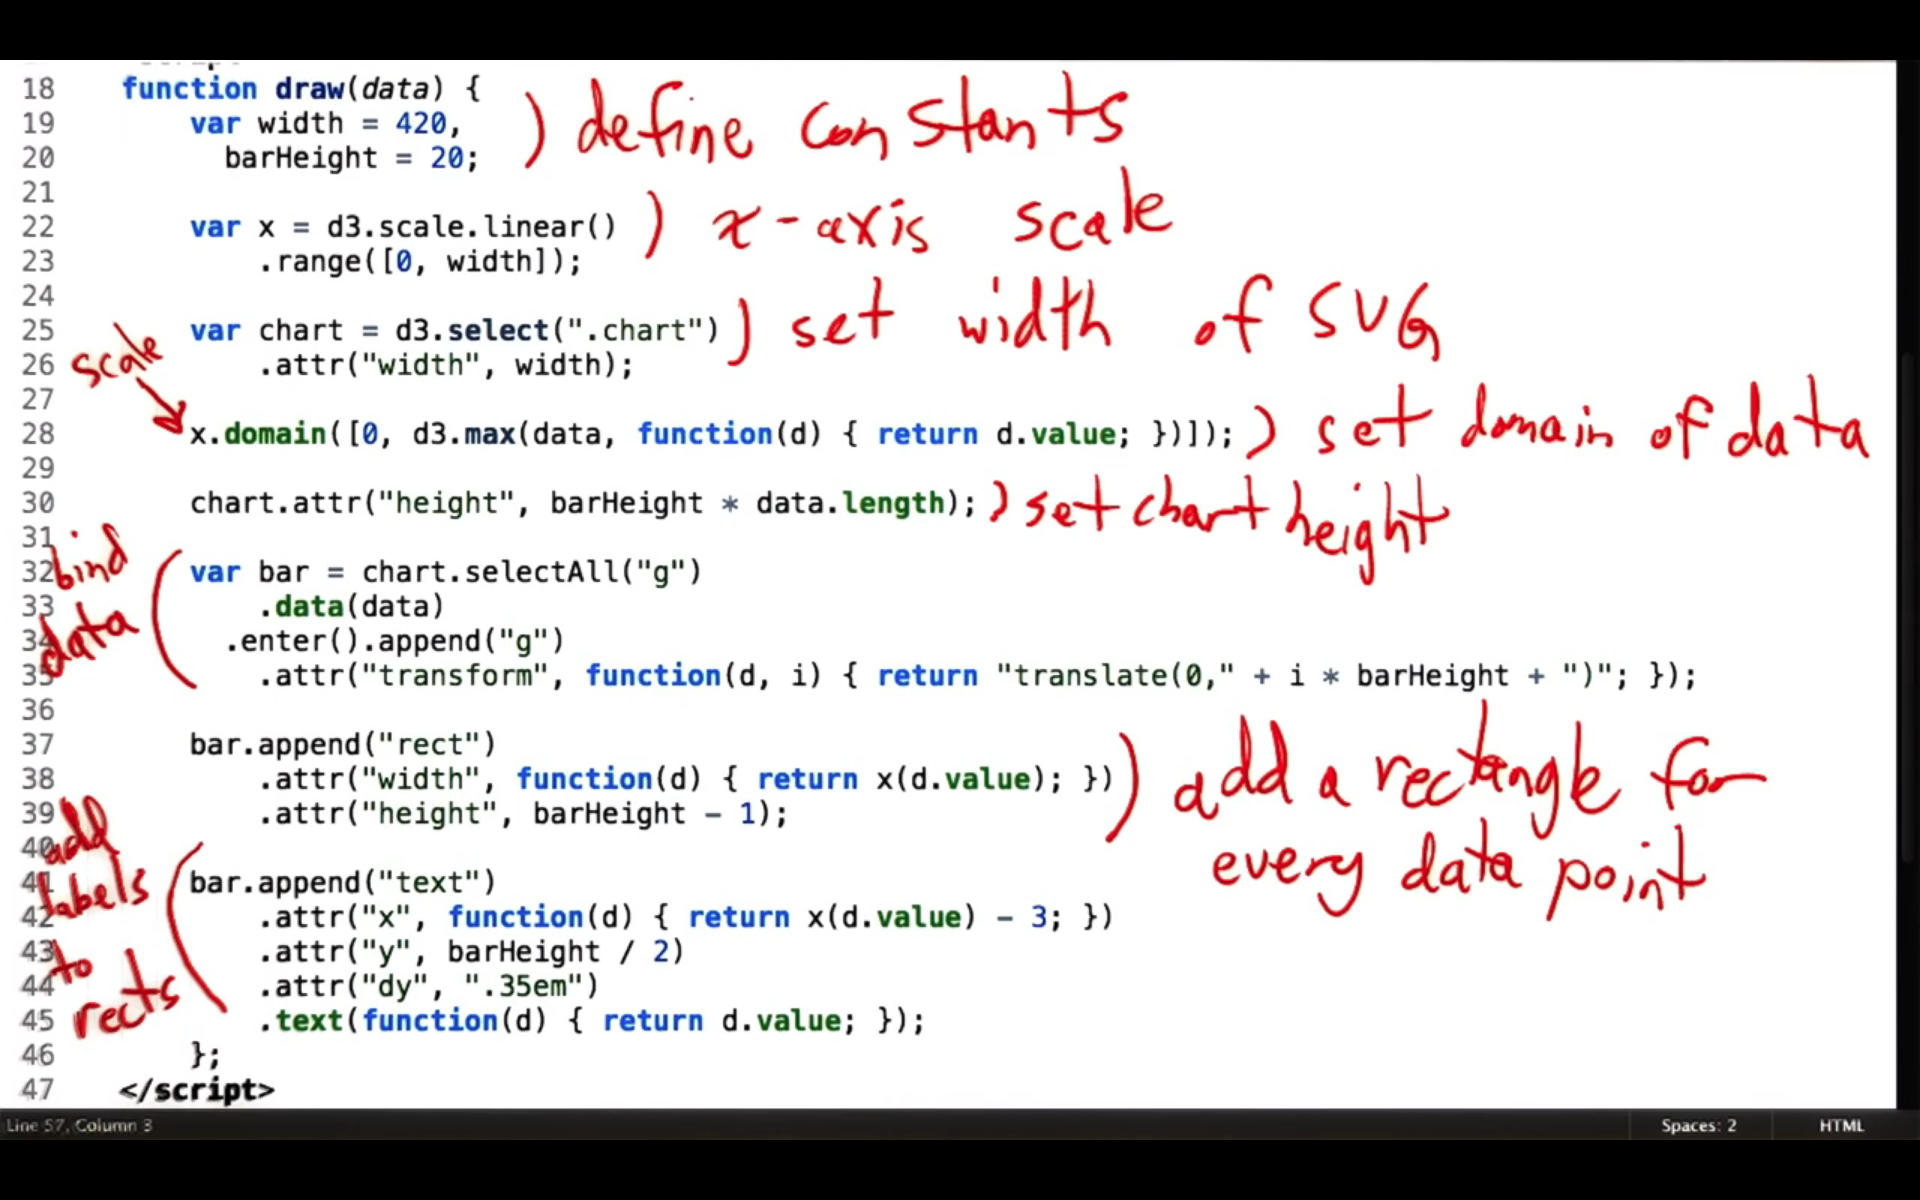 18 function draw(data) {
19 var width = 420, ) define constants
20 barHeight = 20;
21
22 var x = d3.scale.linear() ) x-axis scale
23 .range([0, width]);
24
25 var chart = d3.select(".chart") ) set width of SVG
26 .attr("width", width);
scale
27
28 x.domain([0, d3.max(data, function(d) { return d.value; })]); ) set domain of data
29
30 chart.attr("height", barHeight * data.length); ) set chart height
31
bind data
32 var bar = chart.selectAll("g")
33 .data(data)
34 .enter().append("g")
35 .attr("transform", function(d, i) { return "translate(0," + i * barHeight + ")"; });
36
37 bar.append("rect")
38 .attr("width", function(d) { return x(d.value); }) ) add a rectangle for
39 .attr("height", barHeight - 1);
every data point
40
add labels to rects
41 bar.append("text")
42 .attr("x", function(d) { return x(d.value) - 3; })
43 .attr("y", barHeight / 2)
44 .attr("dy", ".35em")
45 .text(function(d) { return d.value; });
46 };
47 </script>
Line 57, Column 3 Spaces: 2 HTML